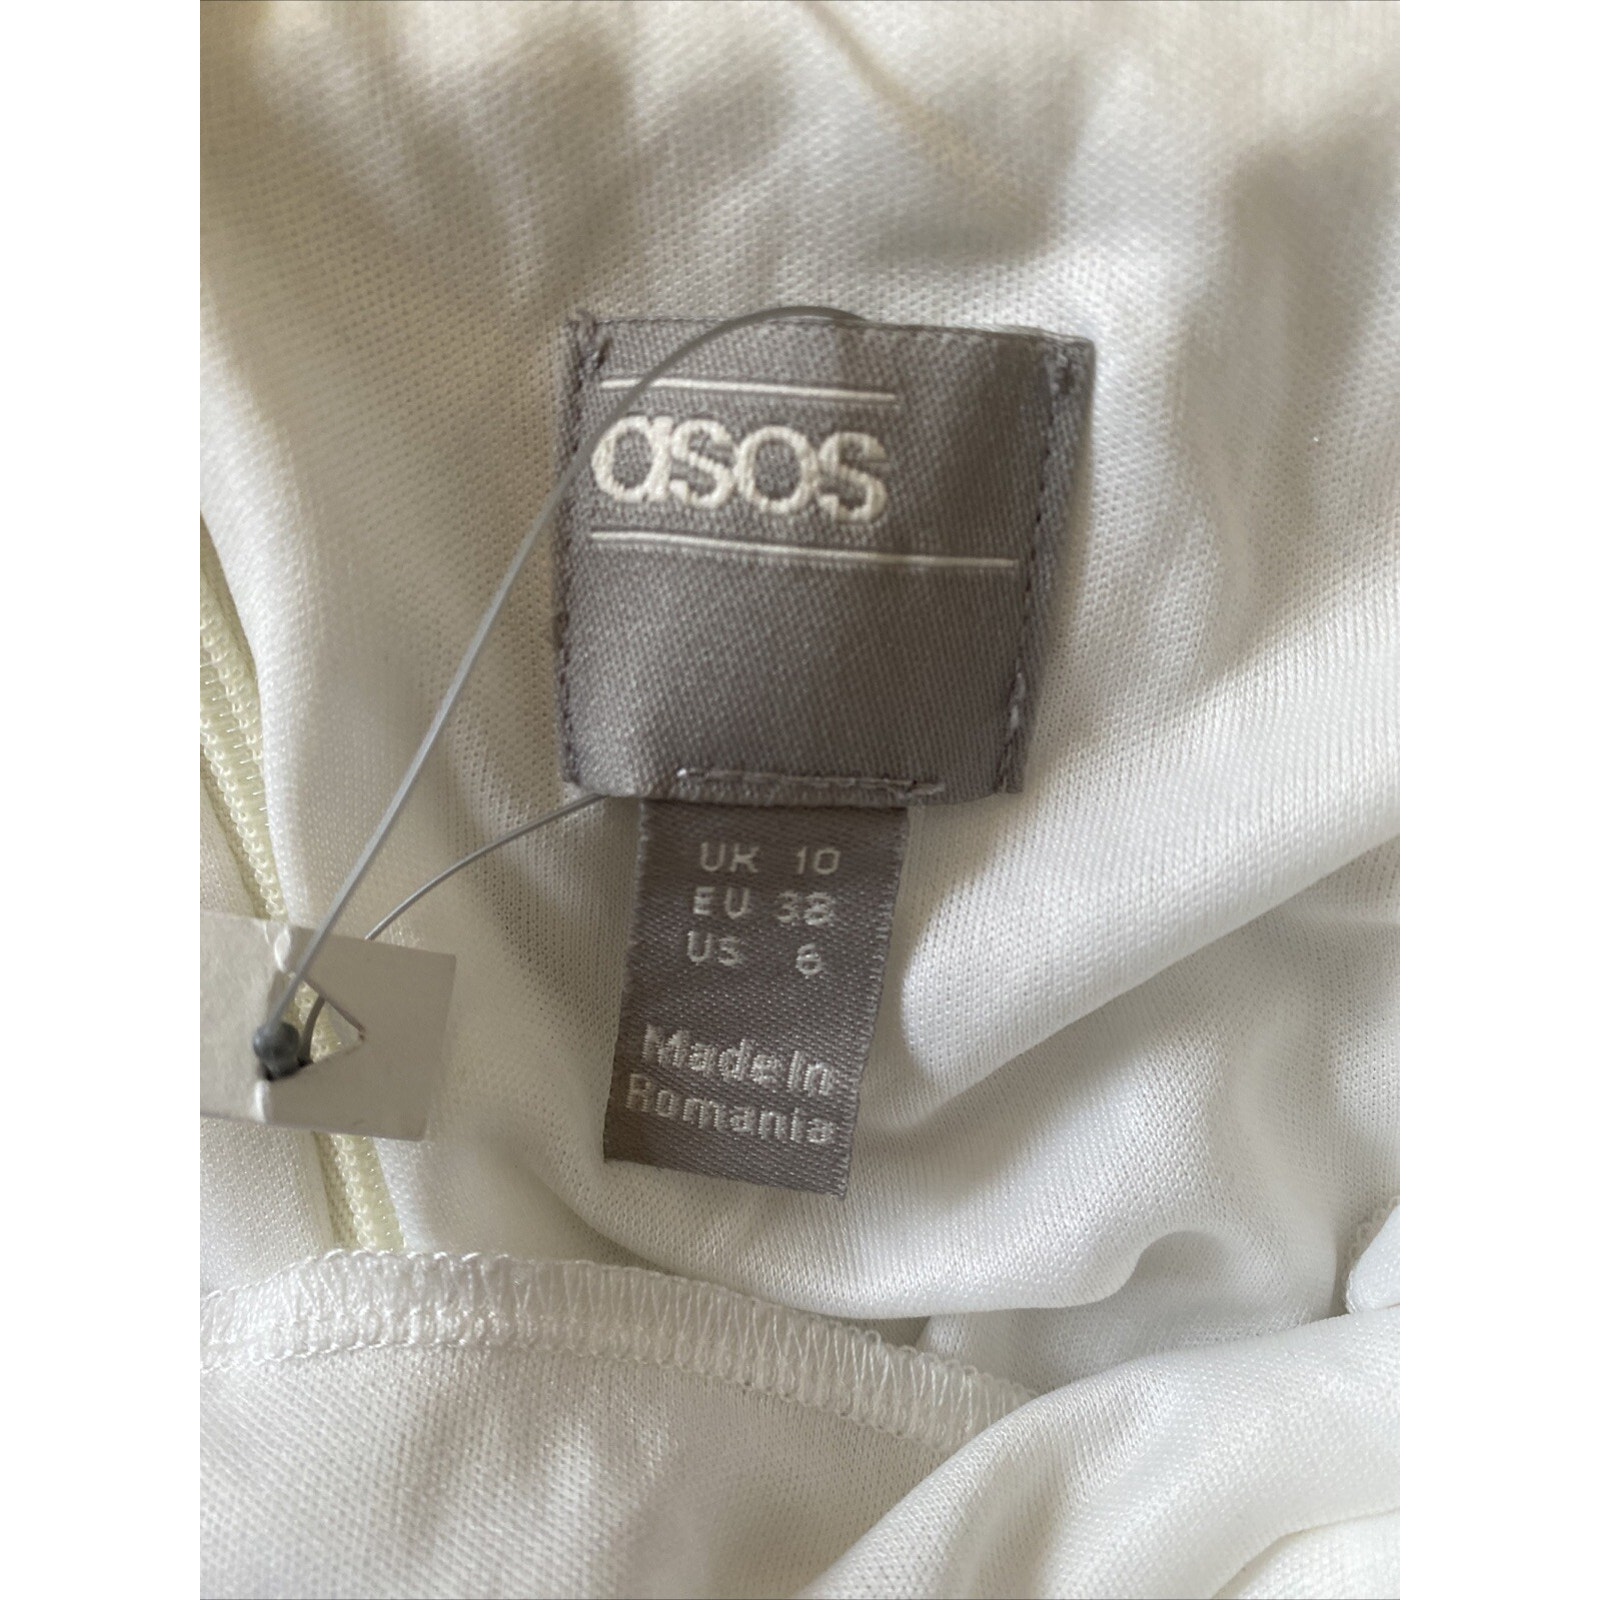 asos
UK 10
EU 38
US 6
Made In
Romania